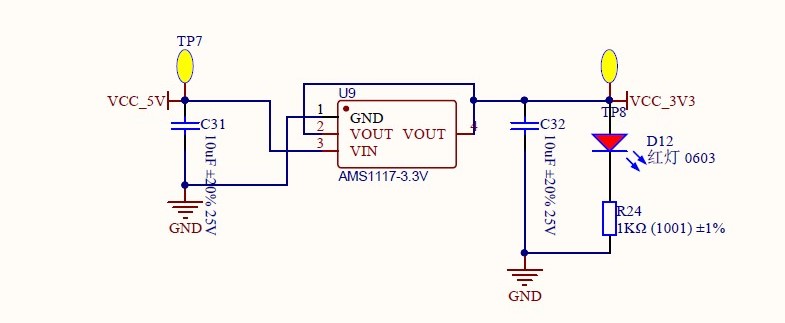 TP7
VCC_5V
C31
10uF ±20% 25V
GND
U9
1
GND
2
VOUT
VOUT
4
3
VIN
AMS1117-3.3V
C32
10uF ±20% 25V
GND
VCC_3V3
TP8
D12
红灯 0603
R24
1KΩ (1001) ±1%